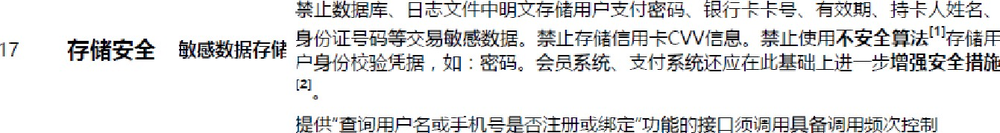 禁止数据库、日志文件中明文存储用户支付密码、银行卡卡号、有效期、持卡人姓名、
17 存储安全 敏感数据存储 身份证号码等交易敏感数据。禁止存储信用卡CVV信息。禁止使用不安全算法[1]存储用
户身份校验凭据，如：密码。会员系统、支付系统还应在此基础上进一步增强安全措施
[2]。
提供"查询用户名或手机号是否注册或绑定"功能的接口须调用具备调用频次控制